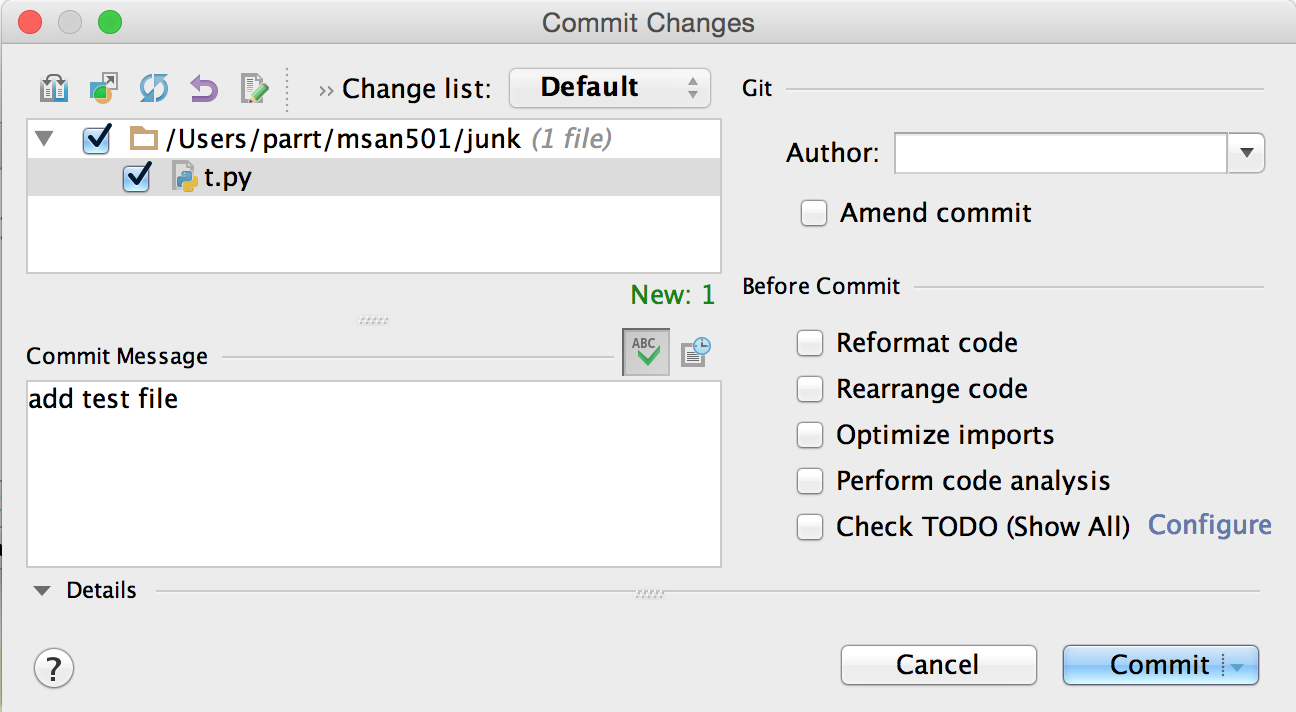 Commit Changes
›› Change list: Default
/Users/parrt/msan501/junk (1 file)
t.py
New: 1
Commit Message
ABC
add test file
Details
Git
Author:
Amend commit
Before Commit
Reformat code
Rearrange code
Optimize imports
Perform code analysis
Check TODO (Show All) Configure
?
Cancel
Commit